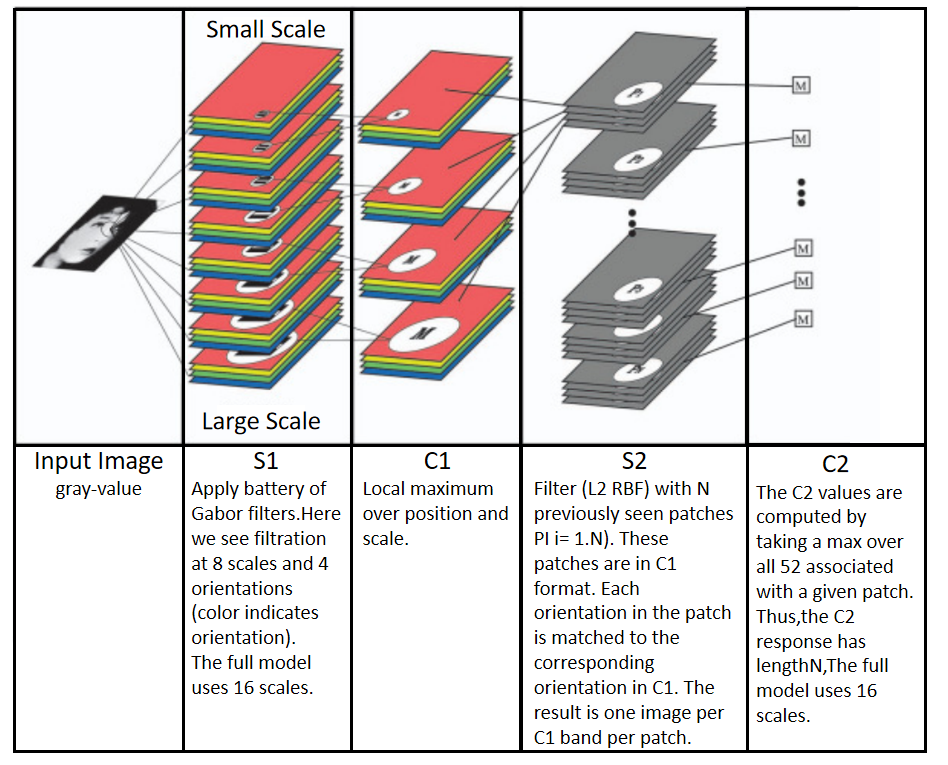 Small Scale
M
M
M
M
M
M
Large Scale
Input Image
gray-value
S1
Apply battery of
Gabor filters.Here
we see filtration
at 8 scales and 4
orientations
(color indicates
orientation).
The full model
uses 16 scales.
C1
Local maximum
over position and
scale.
S2
Filter (L2 RBF) with N
previously seen patches
PI i= 1.N). These
patches are in C1
format. Each
orientation in the patch
is matched to the
corresponding
orientation in C1. The
result is one image per
C1 band per patch.
C2
The C2 values are
computed by
taking a max over
all 52 associated
with a given patch.
Thus,the C2
response has
lengthN,The full
model uses 16
scales.